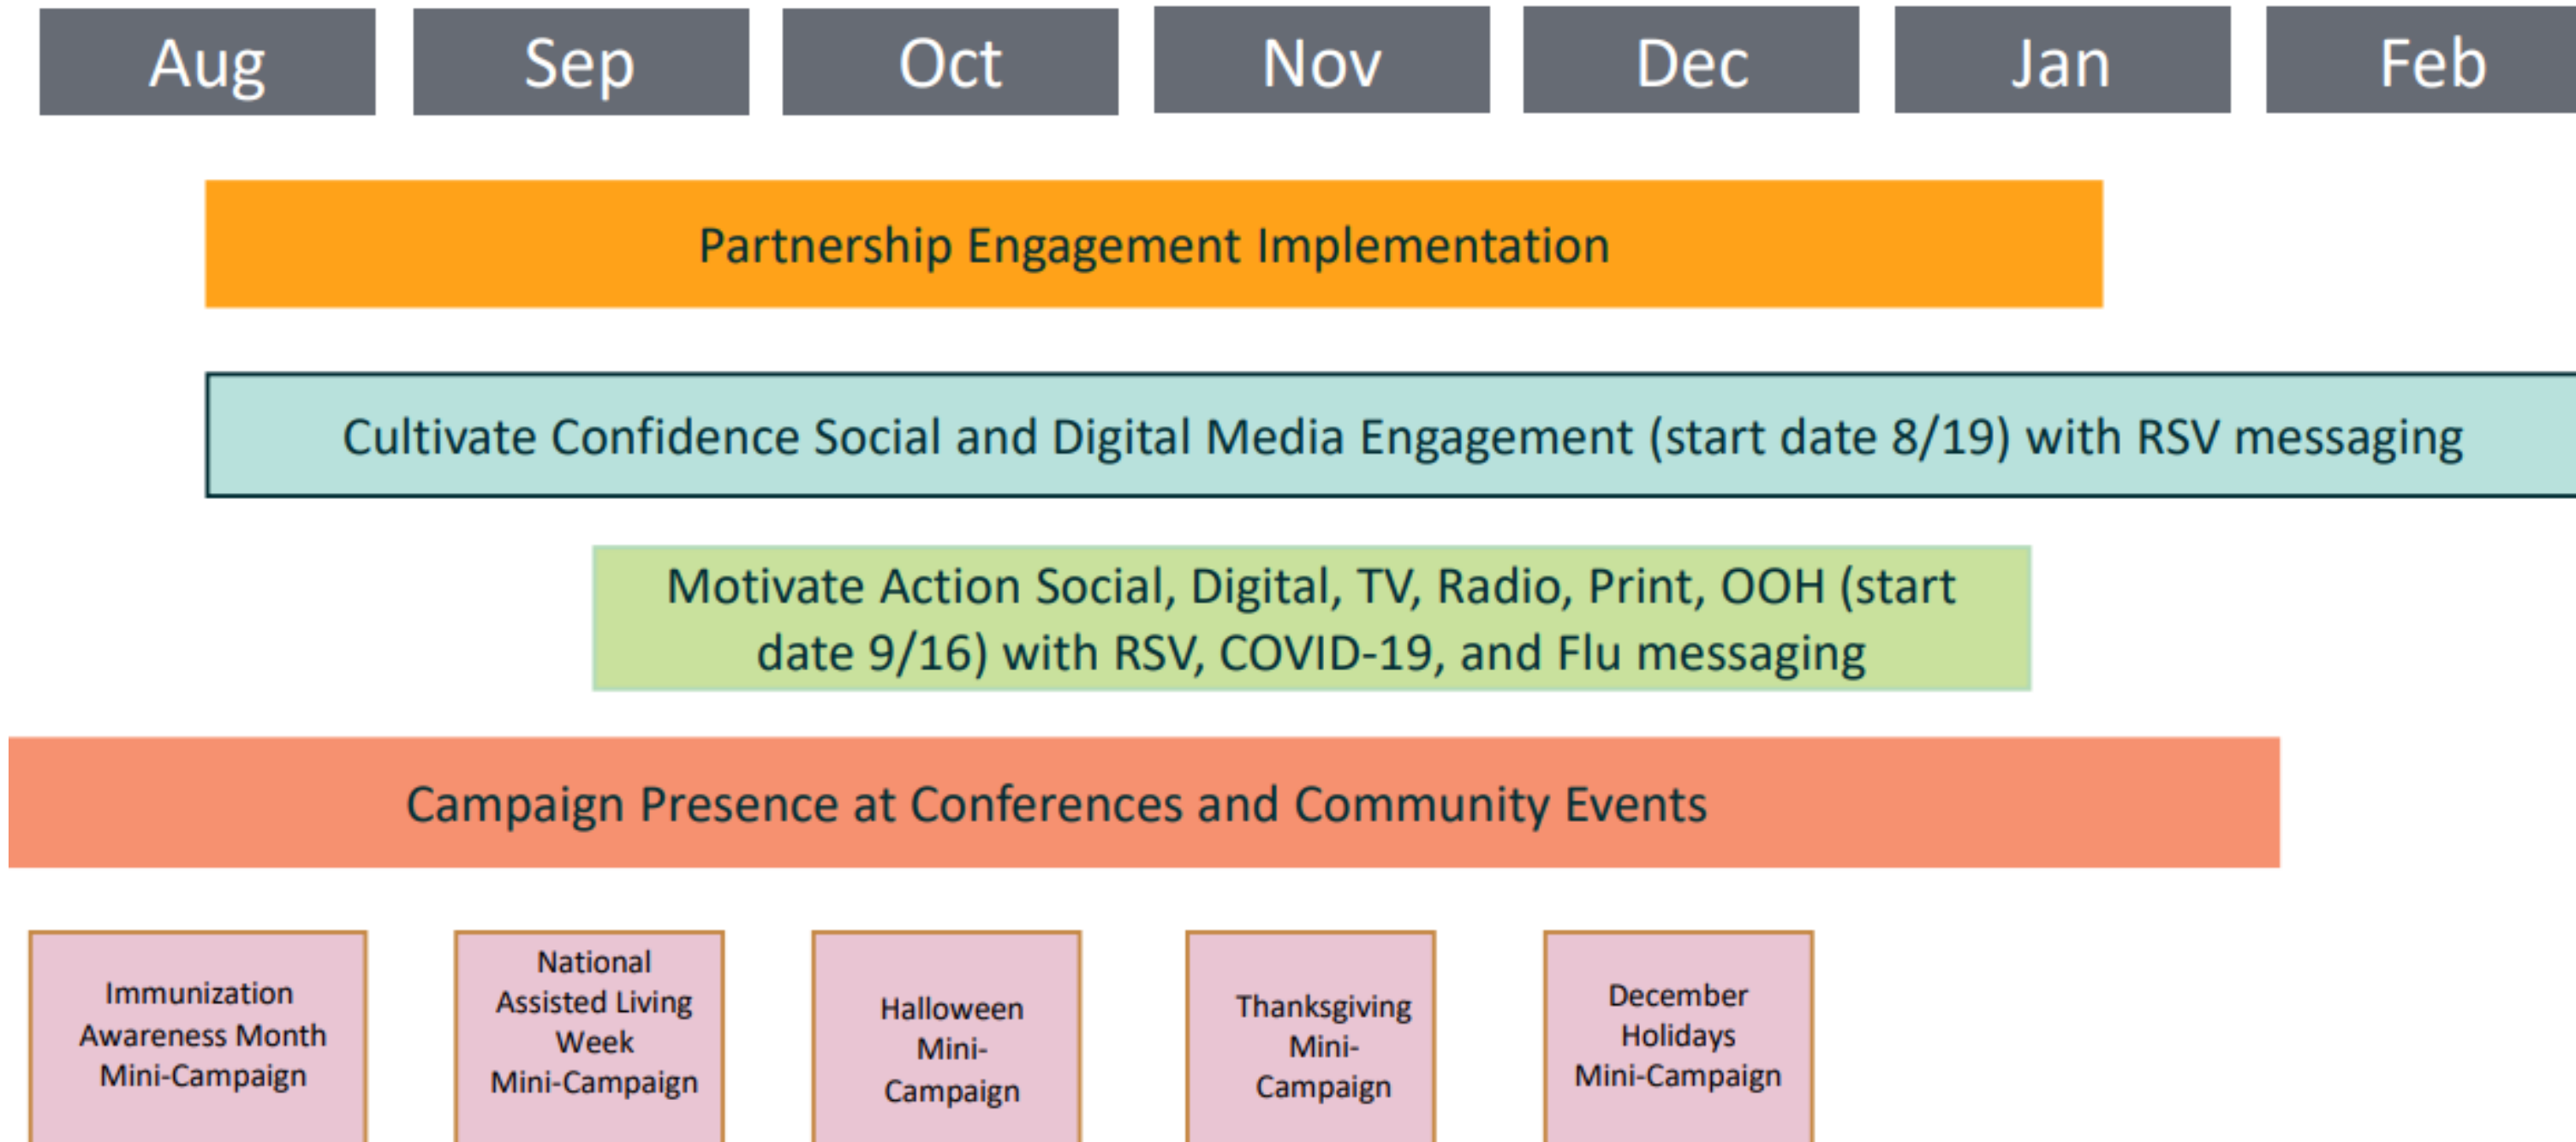 Aug
Sep
Oct
Nov
Dec
Jan
Feb
Partnership Engagement Implementation
Cultivate Confidence Social and Digital Media Engagement (start date 8/19) with RSV messaging
Motivate Action Social, Digital, TV, Radio, Print, OOH (start
date 9/16) with RSV, COVID-19, and Flu messaging
Campaign Presence at Conferences and Community Events
Immunization
Awareness Month
Mini-Campaign
National
Assisted Living
Week
Mini-Campaign
Halloween
Mini-
Campaign
Thanksgiving
Mini-
Campaign
December
Holidays
Mini-Campaign